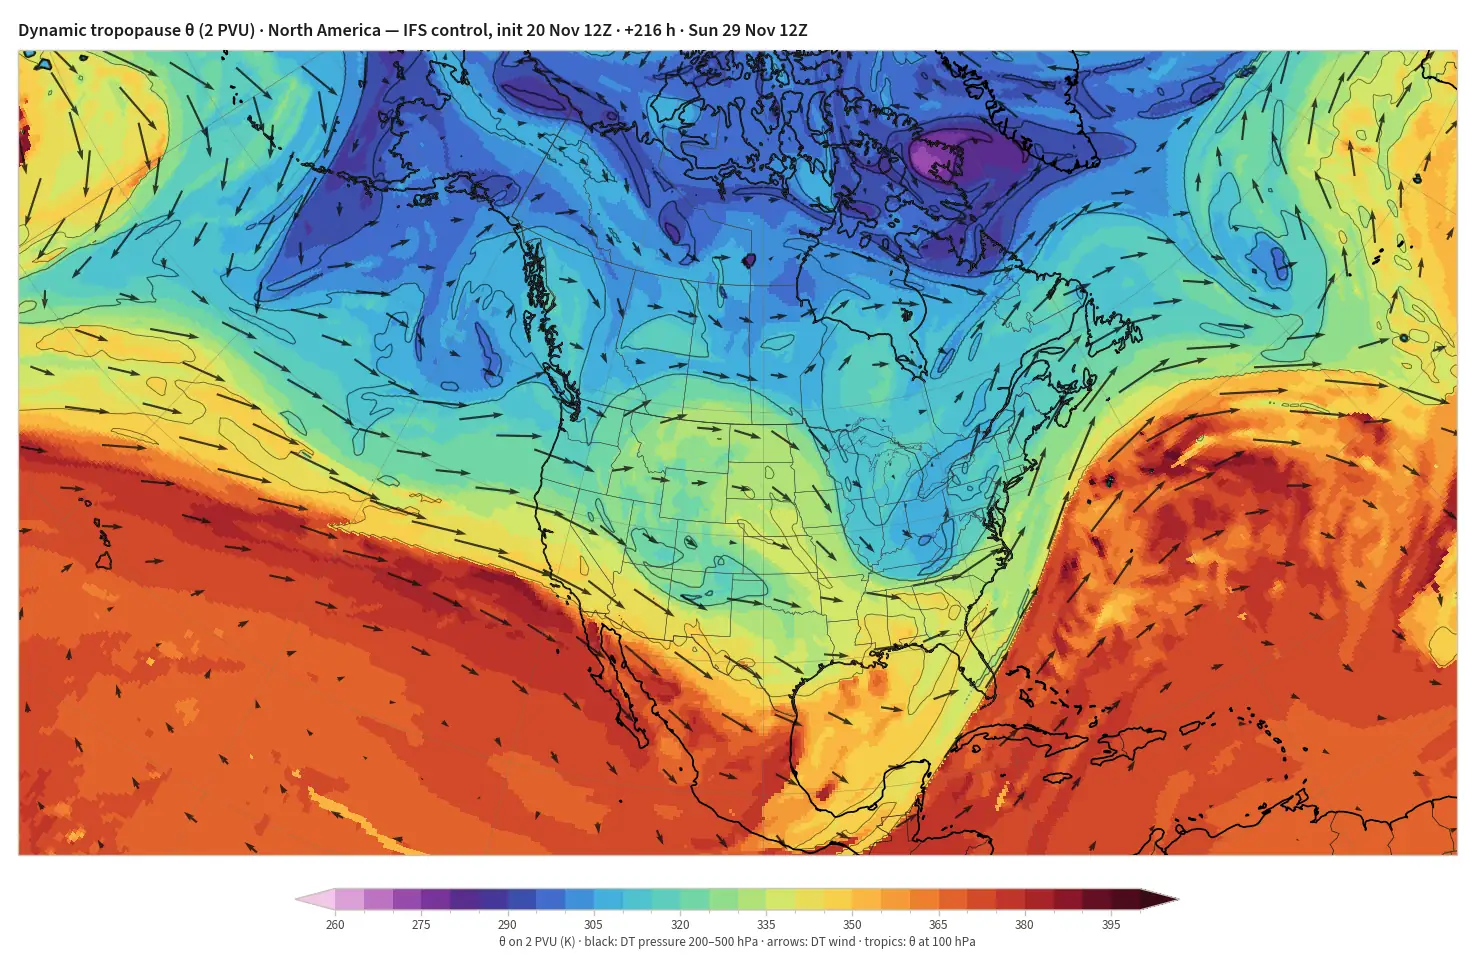 Dynamic tropopause θ (2 PVU) · North America — IFS control, init 20 Nov 12Z · +216 h · Sun 29 Nov 12Z
260 275 290 305 320 335 350 365 380 395
θ on 2 PVU (K) · black: DT pressure 200–500 hPa · arrows: DT wind · tropics: θ at 100 hPa